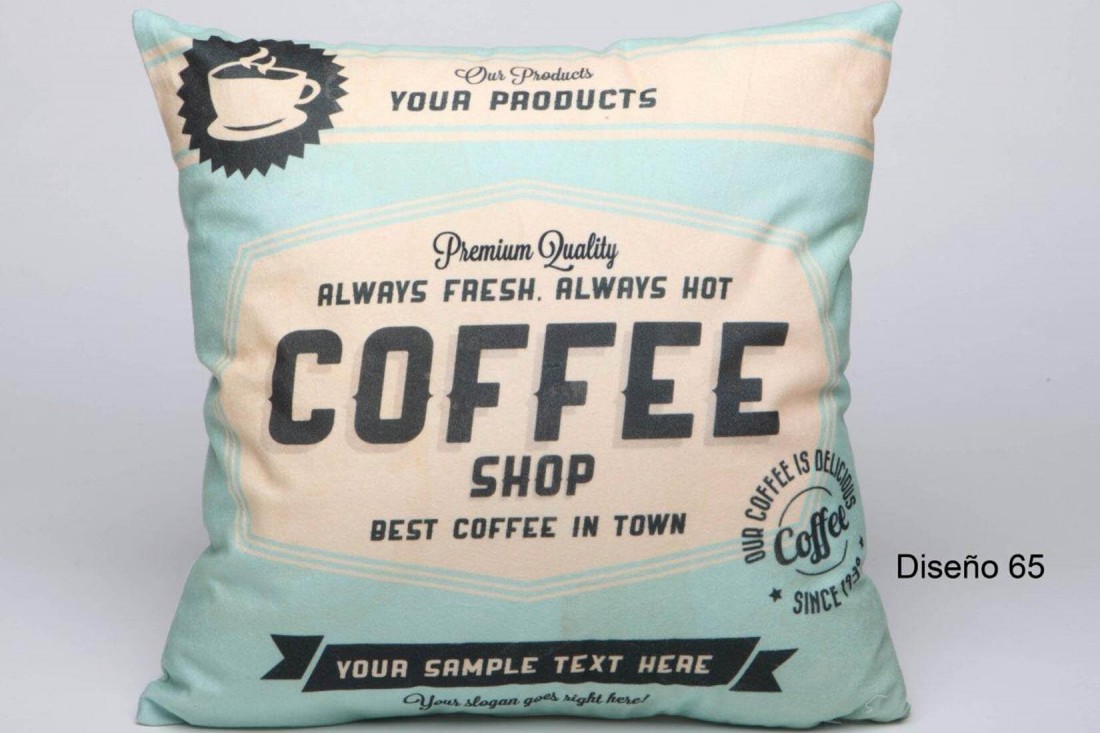 Our Products
YOUR PRODUCTS
Premium Quality
ALWAYS FRESH. ALWAYS HOT
COFFEE
SHOP
BEST COFFEE IN TOWN
OUR COFFEE IS DELICIOUS
Coffee
SINCE 1930
Diseño 65
YOUR SAMPLE TEXT HERE
Your slogan goes right here!